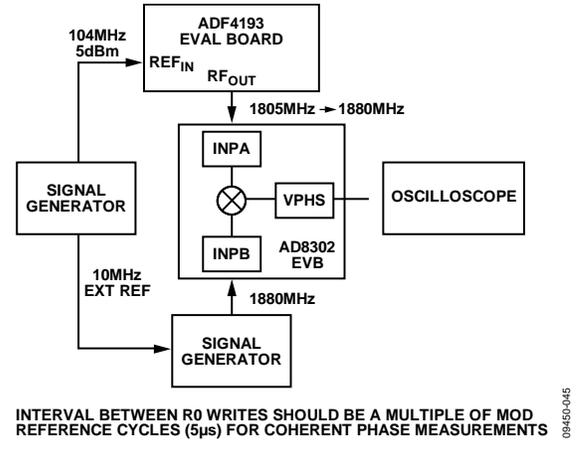 ADF4193
EVAL BOARD
104MHz
5dBm
REFIN
RFOUT
1805MHz → 1880MHz
INPA
SIGNAL
GENERATOR
VPHS
OSCILLOSCOPE
INPB
AD8302
EVB
10MHz
EXT REF
1880MHz
SIGNAL
GENERATOR
INTERVAL BETWEEN R0 WRITES SHOULD BE A MULTIPLE OF MOD
REFERENCE CYCLES (5µs) FOR COHERENT PHASE MEASUREMENTS
09450-045